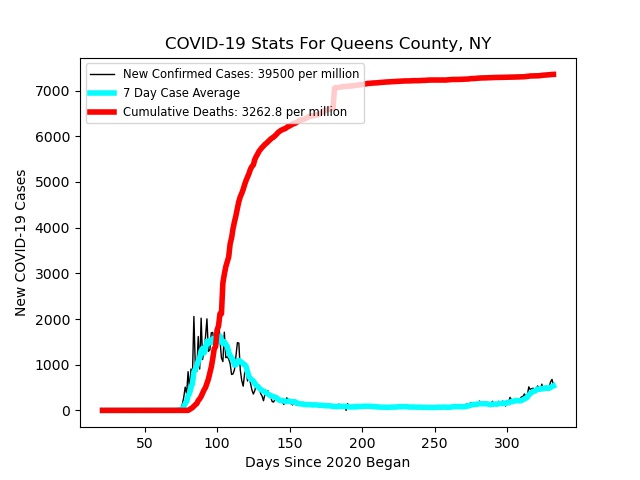 COVID-19 Stats For Queens County, NY
New Confirmed Cases: 39500 per million
7 Day Case Average
Cumulative Deaths: 3262.8 per million
7000
6000
5000
4000
3000
2000
1000
0
New COVID-19 Cases
50 100 150 200 250 300
Days Since 2020 Began